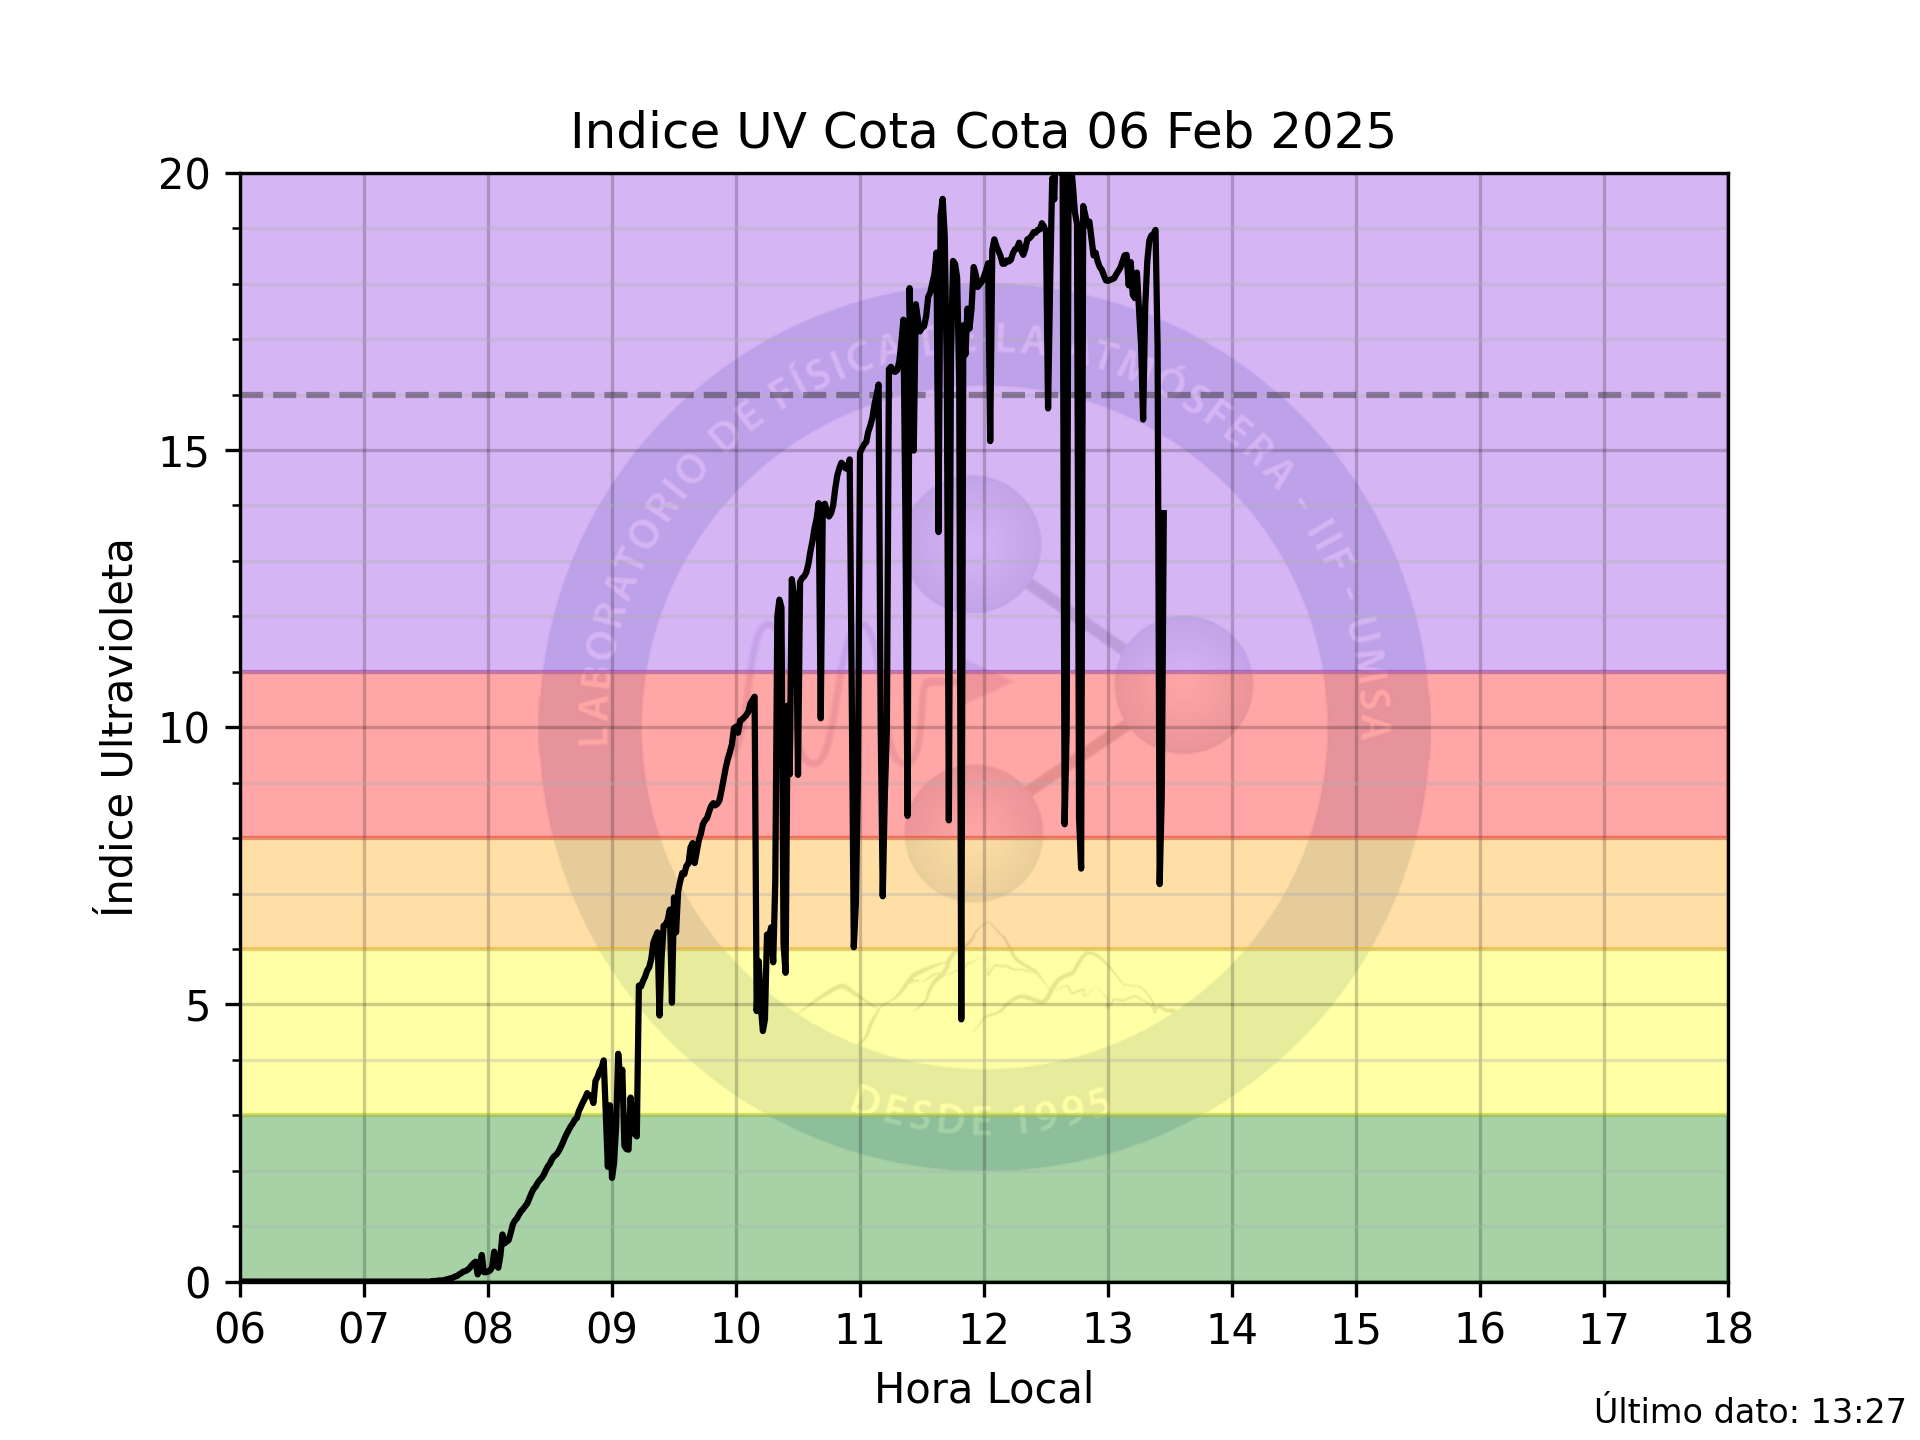 Indice UV Cota Cota 06 Feb 2025
20
15
10
5
0
Índice Ultravioleta
LABORATORIO DE FÍSICA DE LA ATMÓSFERA - IIF - UMSA
DESDE 1995
06 07 08 09 10 11 12 13 14 15 16 17 18
Hora Local
Último dato: 13:27